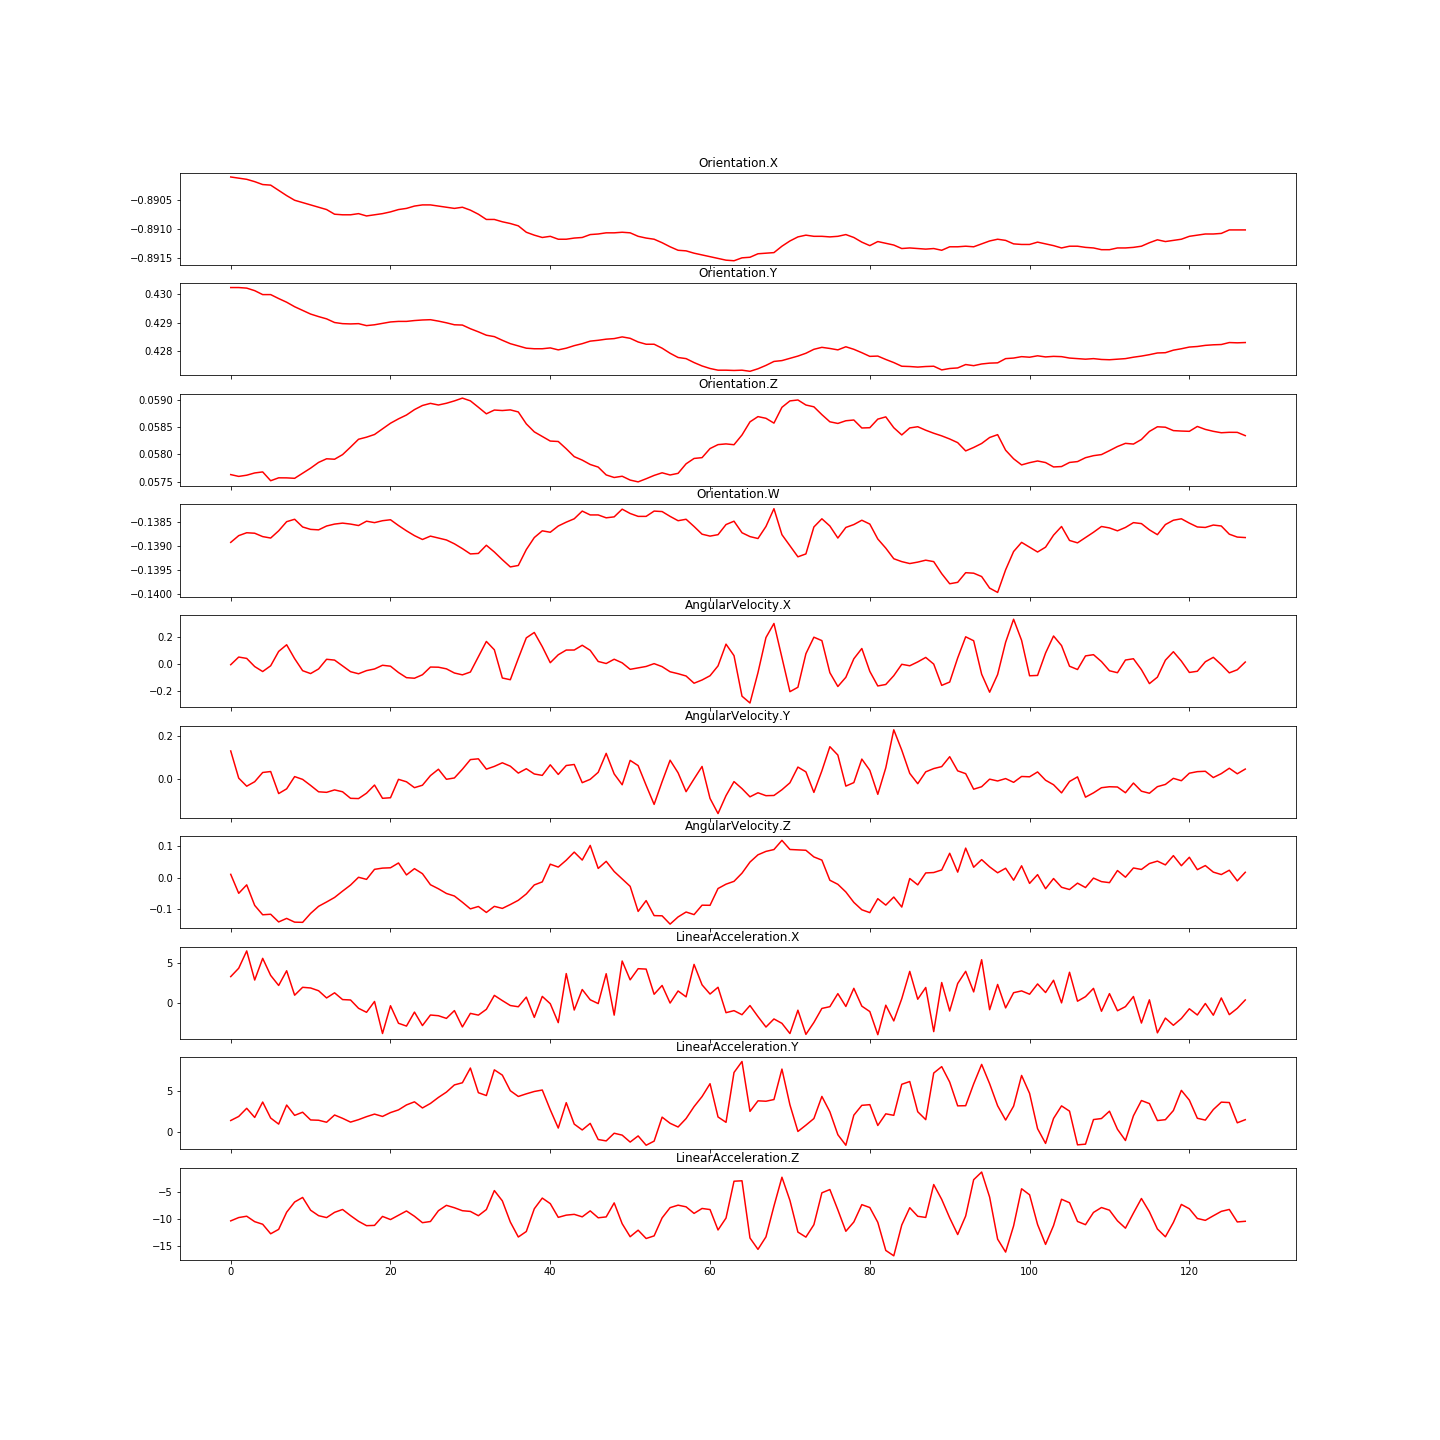 Orientation.X
−0.8905
−0.8910
−0.8915
Orientation.Y
0.430
0.429
0.428
Orientation.Z
0.0590
0.0585
0.0580
0.0575
Orientation.W
−0.1385
−0.1390
−0.1395
−0.1400
AngularVelocity.X
0.2
0.0
−0.2
AngularVelocity.Y
0.2
0.0
AngularVelocity.Z
0.1
0.0
−0.1
LinearAcceleration.X
5
0
LinearAcceleration.Y
5
0
LinearAcceleration.Z
−5
−10
−15
0 20 40 60 80 100 120